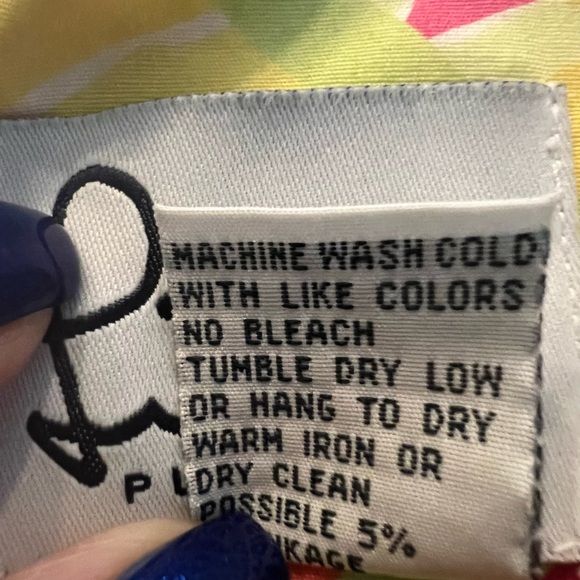 MACHINE WASH COLD
WITH LIKE COLORS
NO BLEACH
TUMBLE DRY LOW
OR HANG TO DRY
WARM IRON OR
DRY CLEAN
POSSIBLE 5%